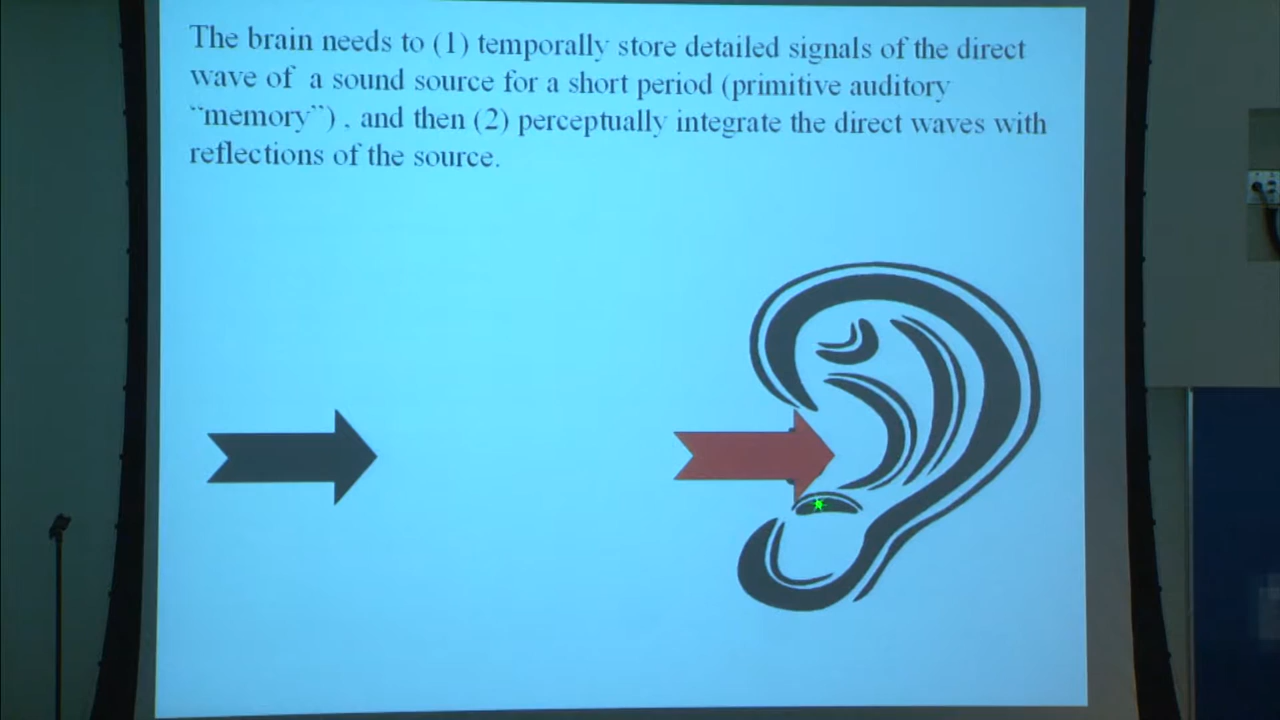 The brain needs to (1) temporally store detailed signals of the direct
wave of a sound source for a short period (primitive auditory
“memory”) , and then (2) perceptually integrate the direct waves with
reflections of the source.